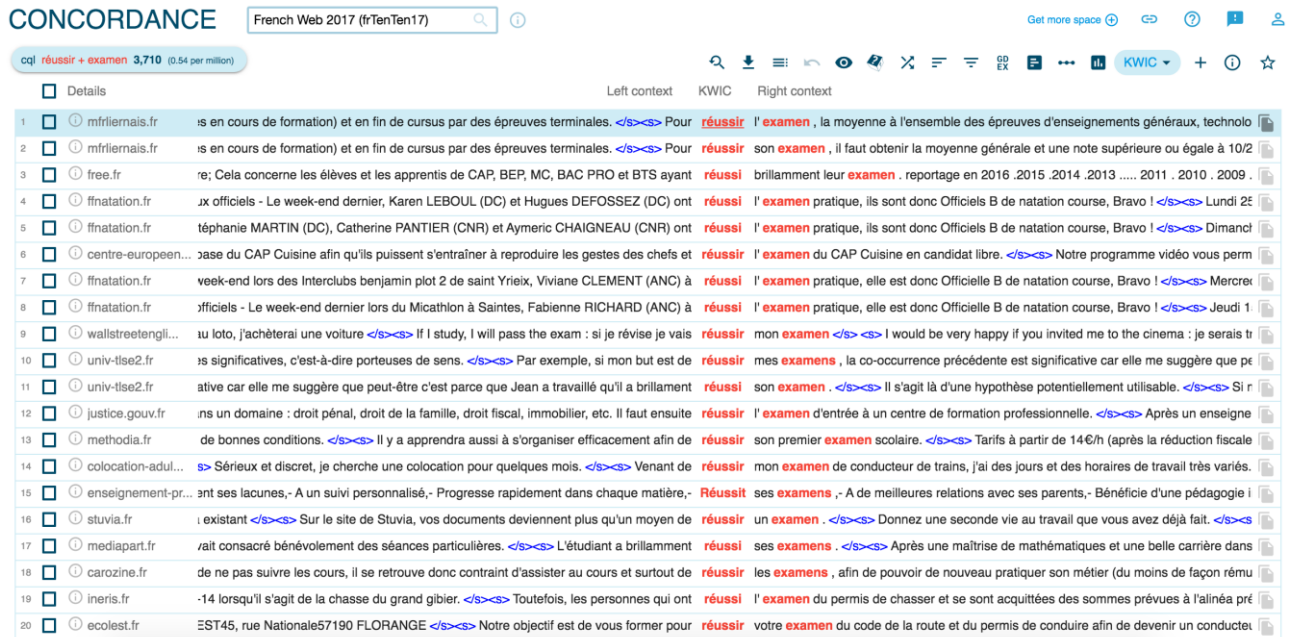 CONCORDANCE French Web 2017 (frTenTen17) Get more space
cql réussir + examen 3,710 (0.54 per million) GD EX KWIC
Details Left context KWIC Right context
1 mfrliernais.fr es en cours de formation) et en fin de cursus par des épreuves terminales. </s><s> Pour réussir l' examen , la moyenne à l'ensemble des épreuves d'enseignements généraux, technolo
2 mfrliernais.fr es en cours de formation) et en fin de cursus par des épreuves terminales. </s><s> Pour réussir son examen , il faut obtenir la moyenne générale et une note supérieure ou égale à 10/2
3 free.fr re; Cela concerne les élèves et les apprentis de CAP, BEP, MC, BAC PRO et BTS ayant réussi brillamment leur examen . reportage en 2016 .2015 .2014 .2013 ..... 2011 . 2010 . 2009 .
4 ffnatation.fr ux officiels - Le week-end dernier, Karen LEBOUL (DC) et Hugues DEFOSSEZ (DC) ont réussi l' examen pratique, ils sont donc Officiels B de natation course, Bravo ! </s><s> Lundi 25
5 ffnatation.fr téphanie MARTIN (DC), Catherine PANTIER (CNR) et Aymeric CHAIGNEAU (CNR) ont réussi l' examen pratique, ils sont donc Officiels B de natation course, Bravo ! </s><s> Dimanch
6 centre-europeen... base du CAP Cuisine afin qu'ils puissent s'entraîner à reproduire les gestes des chefs et réussir l' examen du CAP Cuisine en candidat libre. </s><s> Notre programme vidéo vous perm
7 ffnatation.fr veek-end lors des Interclubs benjamin plot 2 de saint Yrieix, Viviane CLEMENT (ANC) à réussi l' examen pratique, elle est donc Officielle B de natation course, Bravo ! </s><s> Mercre
8 ffnatation.fr officiels - Le week-end dernier lors du Micathlon à Saintes, Fabienne RICHARD (ANC) à réussi l' examen pratique, elle est donc Officielle B de natation course, Bravo ! </s><s> Jeudi 1
9 wallstreetengli... au loto, j'achèterai une voiture </s><s> If I study, I will pass the exam : si je révise je vais réussir mon examen </s> <s> I would be very happy if you invited me to the cinema : je serais tr
10 univ-tlse2.fr es significatives, c'est-à-dire porteuses de sens. </s><s> Par exemple, si mon but est de réussir mes examens , la co-occurrence précédente est significative car elle me suggère que pe
11 univ-tlse2.fr ative car elle me suggère que peut-être c'est parce que Jean a travaillé qu'il a brillament réussi son examen . </s><s> Il s'agit là d'une hypothèse potentiellement utilisable. </s><s> Si r
12 justice.gouv.fr ans un domaine : droit pénal, droit de la famille, droit fiscal, immobilier, etc. Il faut ensuite réussir l' examen d'entrée à un centre de formation professionnelle. </s><s> Après un enseigne
13 methodia.fr de bonnes conditions. </s><s> Il y a apprendra aussi à s'organiser efficacement afin de réussir son premier examen scolaire. </s><s> Tarifs à partir de 14€/h (après la réduction fiscale
14 colocation-adul... s> Sérieux et discret, je cherche une colocation pour quelques mois. </s><s> Venant de réussir mon examen de conducteur de trains, j'ai des jours et des horaires de travail très variés.
15 enseignement-pr... ent ses lacunes,- A un suivi personnalisé,- Progresse rapidement dans chaque matière,- Réussit ses examens ,- A de meilleures relations avec ses parents,- Bénéficie d'une pédagogie i
16 stuvia.fr existant </s><s> Sur le site de Stuvia, vos documents deviennent plus qu'un moyen de réussir un examen . </s><s> Donnez une seconde vie au travail que vous avez déjà fait. </s><s
17 mediapart.fr vait consacré bénévolement des séances particulières. </s><s> L'étudiant a brillamment réussi ses examens . </s><s> Après une maîtrise de mathématiques et une belle carrière dans
18 carozine.fr de ne pas suivre les cours, il se retrouve donc contraint d'assister au cours et surtout de réussir les examens , afin de pouvoir de nouveau pratiquer son métier (du moins de façon rému
19 ineris.fr -14 lorsqu'il s'agit de la chasse du grand gibier. </s><s> Toutefois, les personnes qui ont réussi l' examen du permis de chasser et se sont acquittées des sommes prévues à l'alinéa pré
20 ecolest.fr EST45, rue Nationale57190 FLORANGE </s><s> Notre objectif est de vous former pour réussir votre examen du code de la route et du permis de conduire afin de devenir un conducteu